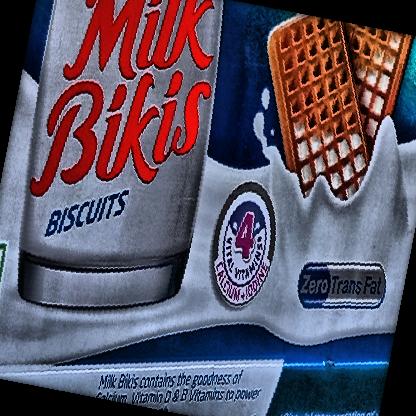 Milk
Bikis
BISCUITS
4
VITAL VITAMINS
CALCIUM + IODINE
Zero Trans Fat
Milk Bikis contains the goodness of
Calcium, Vitamin D & B Vitamins to power